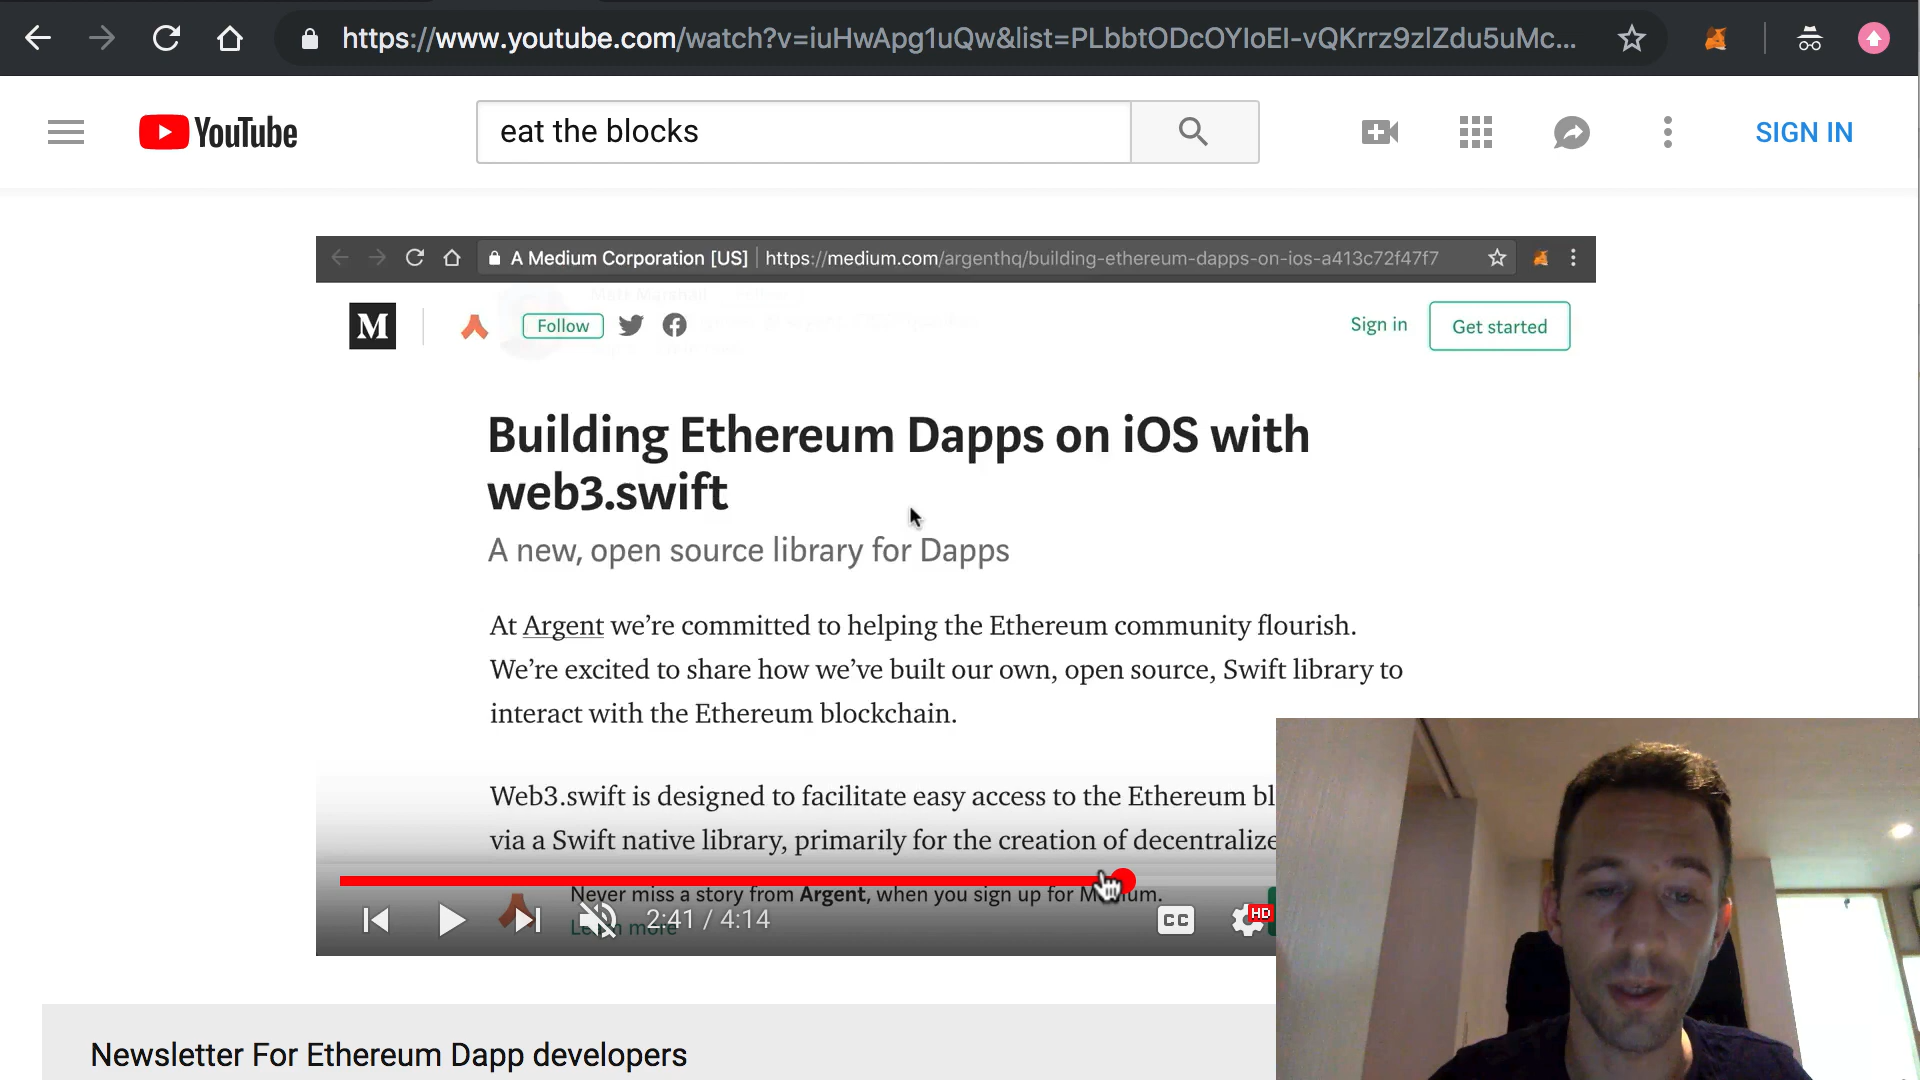 https://www.youtube.com/watch?v=iuHwApg1uQw&list=PLbbtODcOYIoEI-vQKrrz9zIZdu5uMc...
YouTube
eat the blocks
SIGN IN
A Medium Corporation [US] https://medium.com/argenthq/building-ethereum-dapps-on-ios-a413c72f47f7
M
Follow
Sign in
Get started
Building Ethereum Dapps on iOS with
web3.swift
A new, open source library for Dapps
At Argent we’re committed to helping the Ethereum community flourish.
We’re excited to share how we’ve built our own, open source, Swift library to
interact with the Ethereum blockchain.
Web3.swift is designed to facilitate easy access to the Ethereum bl
via a Swift native library, primarily for the creation of decentralize
Never miss a story from Argent, when you sign up for Medium.
Learn more
2:41 / 4:14
CC
HD
Newsletter For Ethereum Dapp developers